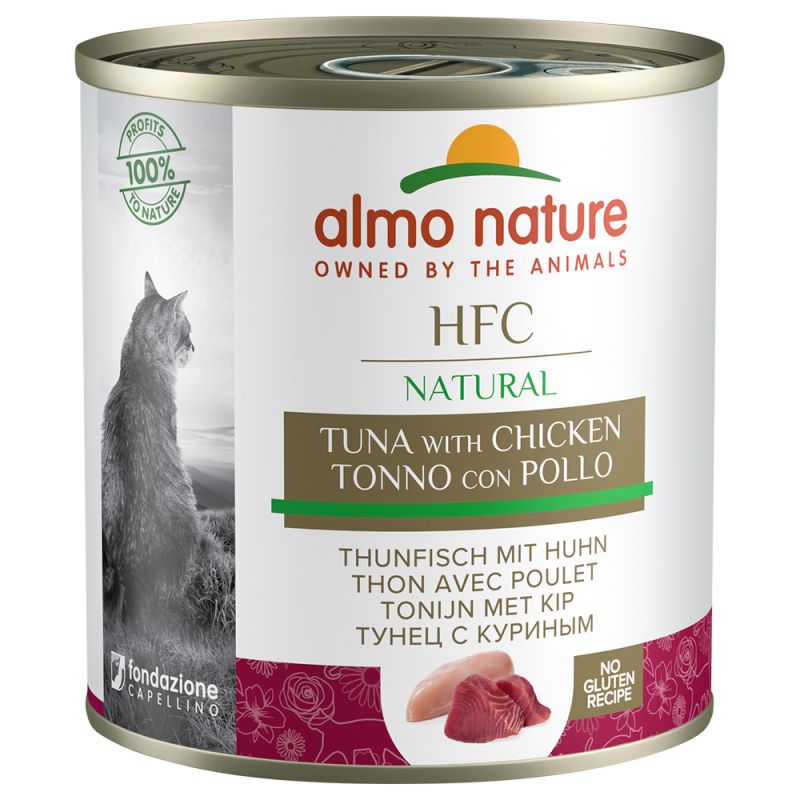 PROFITS
100%
TO NATURE
almo nature
OWNED BY THE ANIMALS
HFC
NATURAL
TUNA WITH CHICKEN
TONNO CON POLLO
THUNFISCH MIT HUHN
THON AVEC POULET
TONIJN MET KIP
ТУНЕЦ С КУРИНЫМ
NO
GLUTEN
RECIPE
fondazione
CAPELLINO